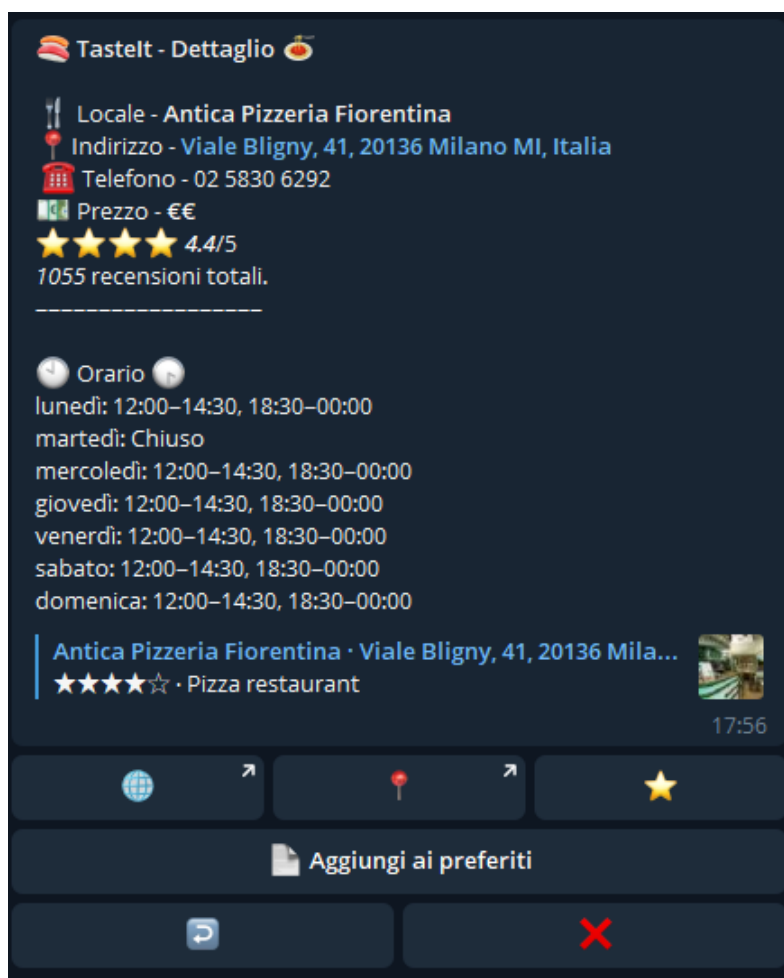 TasteIt - Dettaglio
Locale - Antica Pizzeria Fiorentina
Indirizzo - Viale Bligny, 41, 20136 Milano MI, Italia
Telefono - 02 5830 6292
Prezzo - €€
4.4/5
1055 recensioni totali.
––––––––––––––––––
Orario
lunedì: 12:00–14:30, 18:30–00:00
martedì: Chiuso
mercoledì: 12:00–14:30, 18:30–00:00
giovedì: 12:00–14:30, 18:30–00:00
venerdì: 12:00–14:30, 18:30–00:00
sabato: 12:00–14:30, 18:30–00:00
domenica: 12:00–14:30, 18:30–00:00
Antica Pizzeria Fiorentina · Viale Bligny, 41, 20136 Mila...
★★★★☆ · Pizza restaurant
17:56
Aggiungi ai preferiti